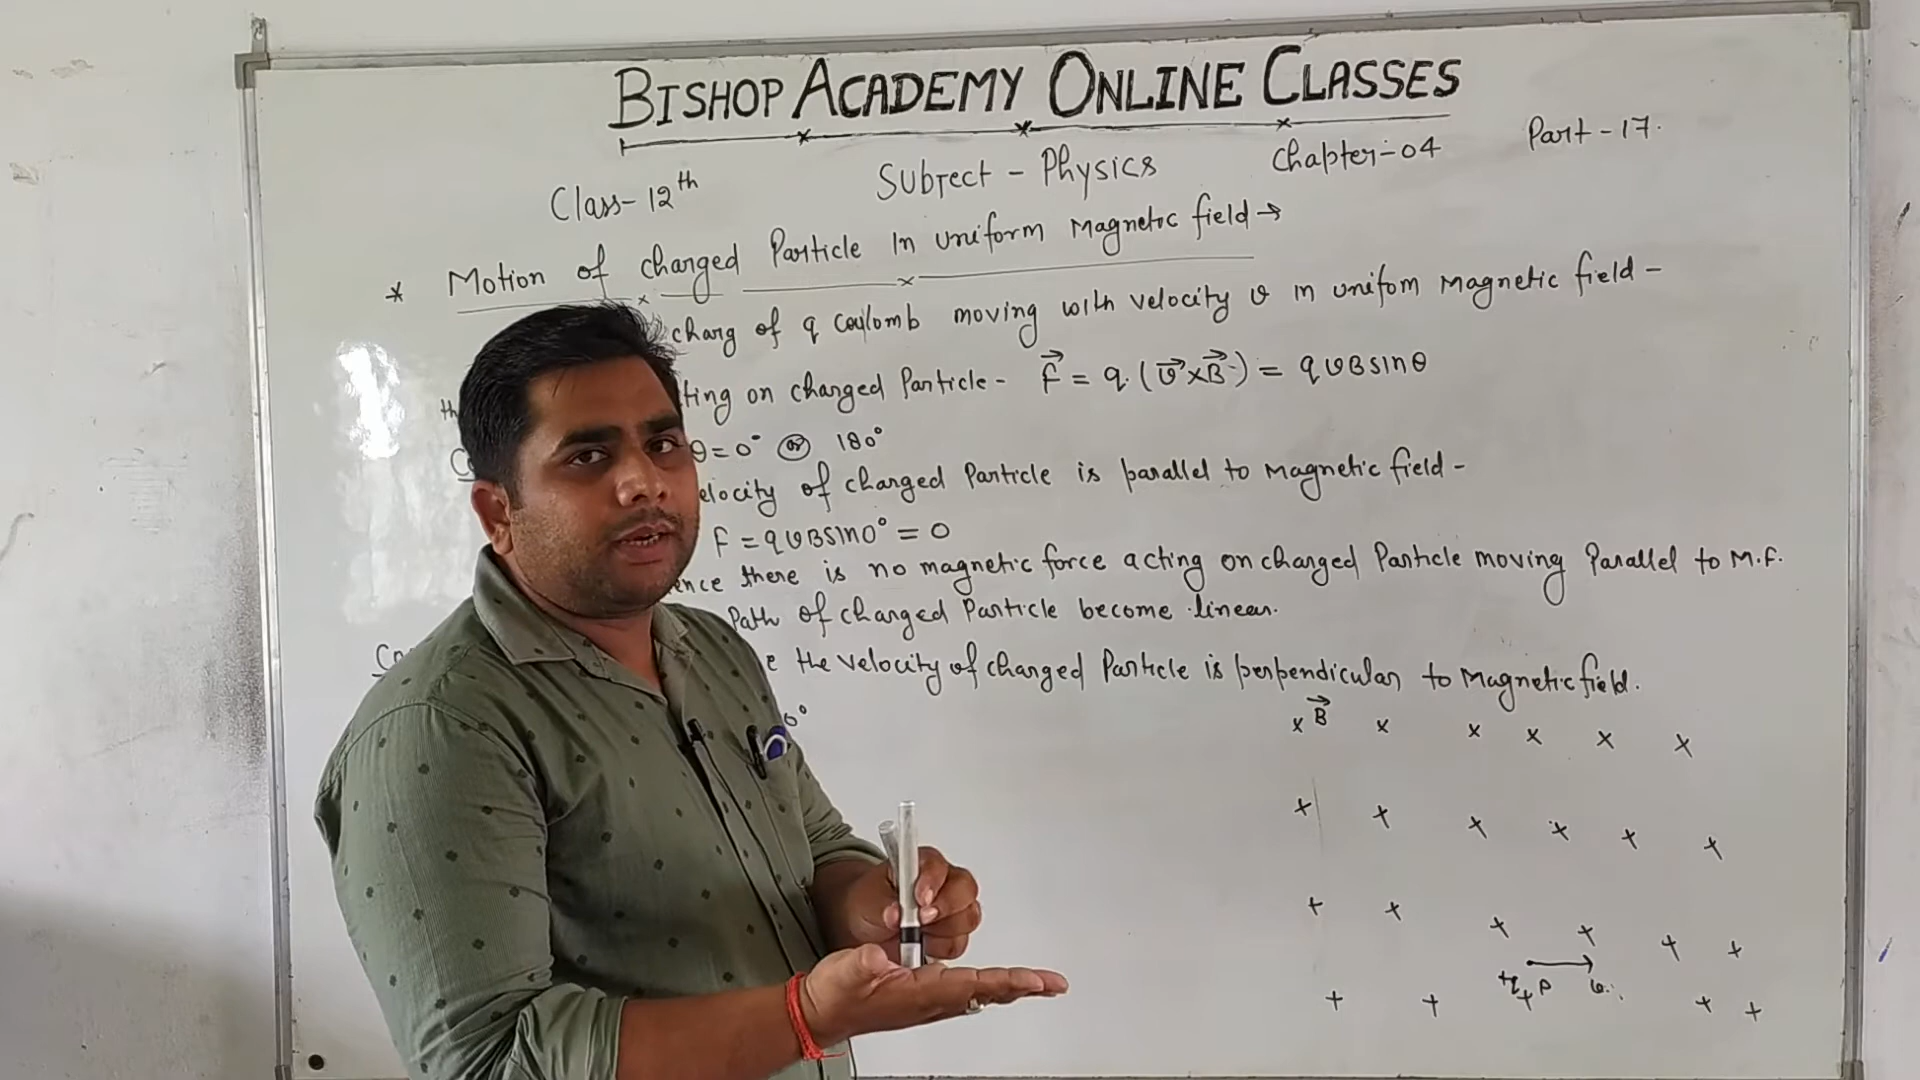 BISHOP ACADEMY ONLINE CLASSES
Class-12th Subject - Physics Chapter-04 Part-17.
* Motion of charged Particle In uniform Magnetic field →
charg of q coulomb moving with velocity v in unifom Magnetic field -
ting on charged Particle - F⃗ = q.(v⃗×B⃗) = qvBsinθ
θ=0° or 180°
elocity of charged Particle is parallel to Magnetic field -
F = qvBsin0° = 0
ence there is no magnetic force acting on charged Particle moving Parallel to M.F.
Path of charged Particle become linear.
e the velocity of charged Particle is perpendicular to Magnetic field.
0°
× B⃗ × × × × ×
+ + + × + +
+ + + + + +
+q P v
+ + + + +